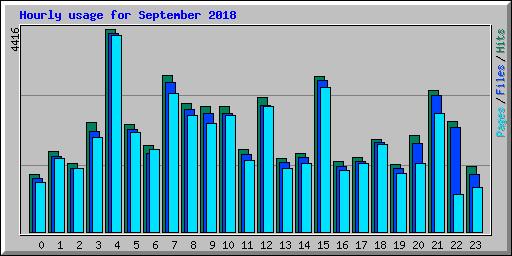 Hourly usage for September 2018
4416
Pages/Files/Hits
0 1 2 3 4 5 6 7 8 9 10 11 12 13 14 15 16 17 18 19 20 21 22 23